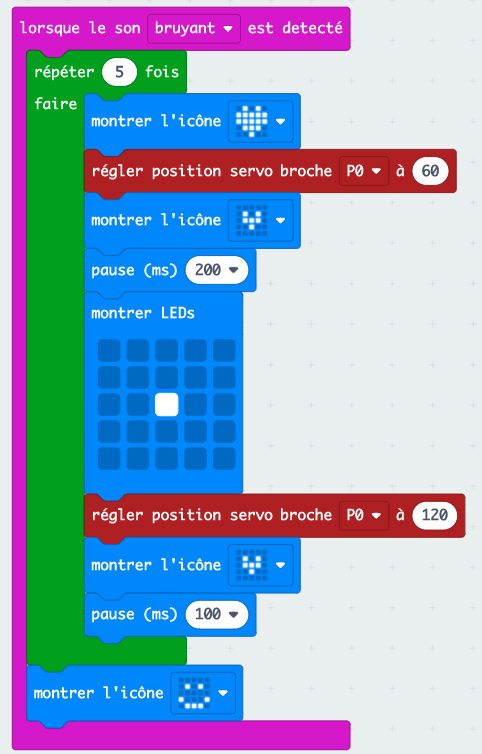 lorsque le son bruyant est detecté
répéter 5 fois
faire
montrer l'icône
régler position servo broche P0 à 60
montrer l'icône
pause (ms) 200
montrer LEDs
régler position servo broche P0 à 120
montrer l'icône
pause (ms) 100
montrer l'icône